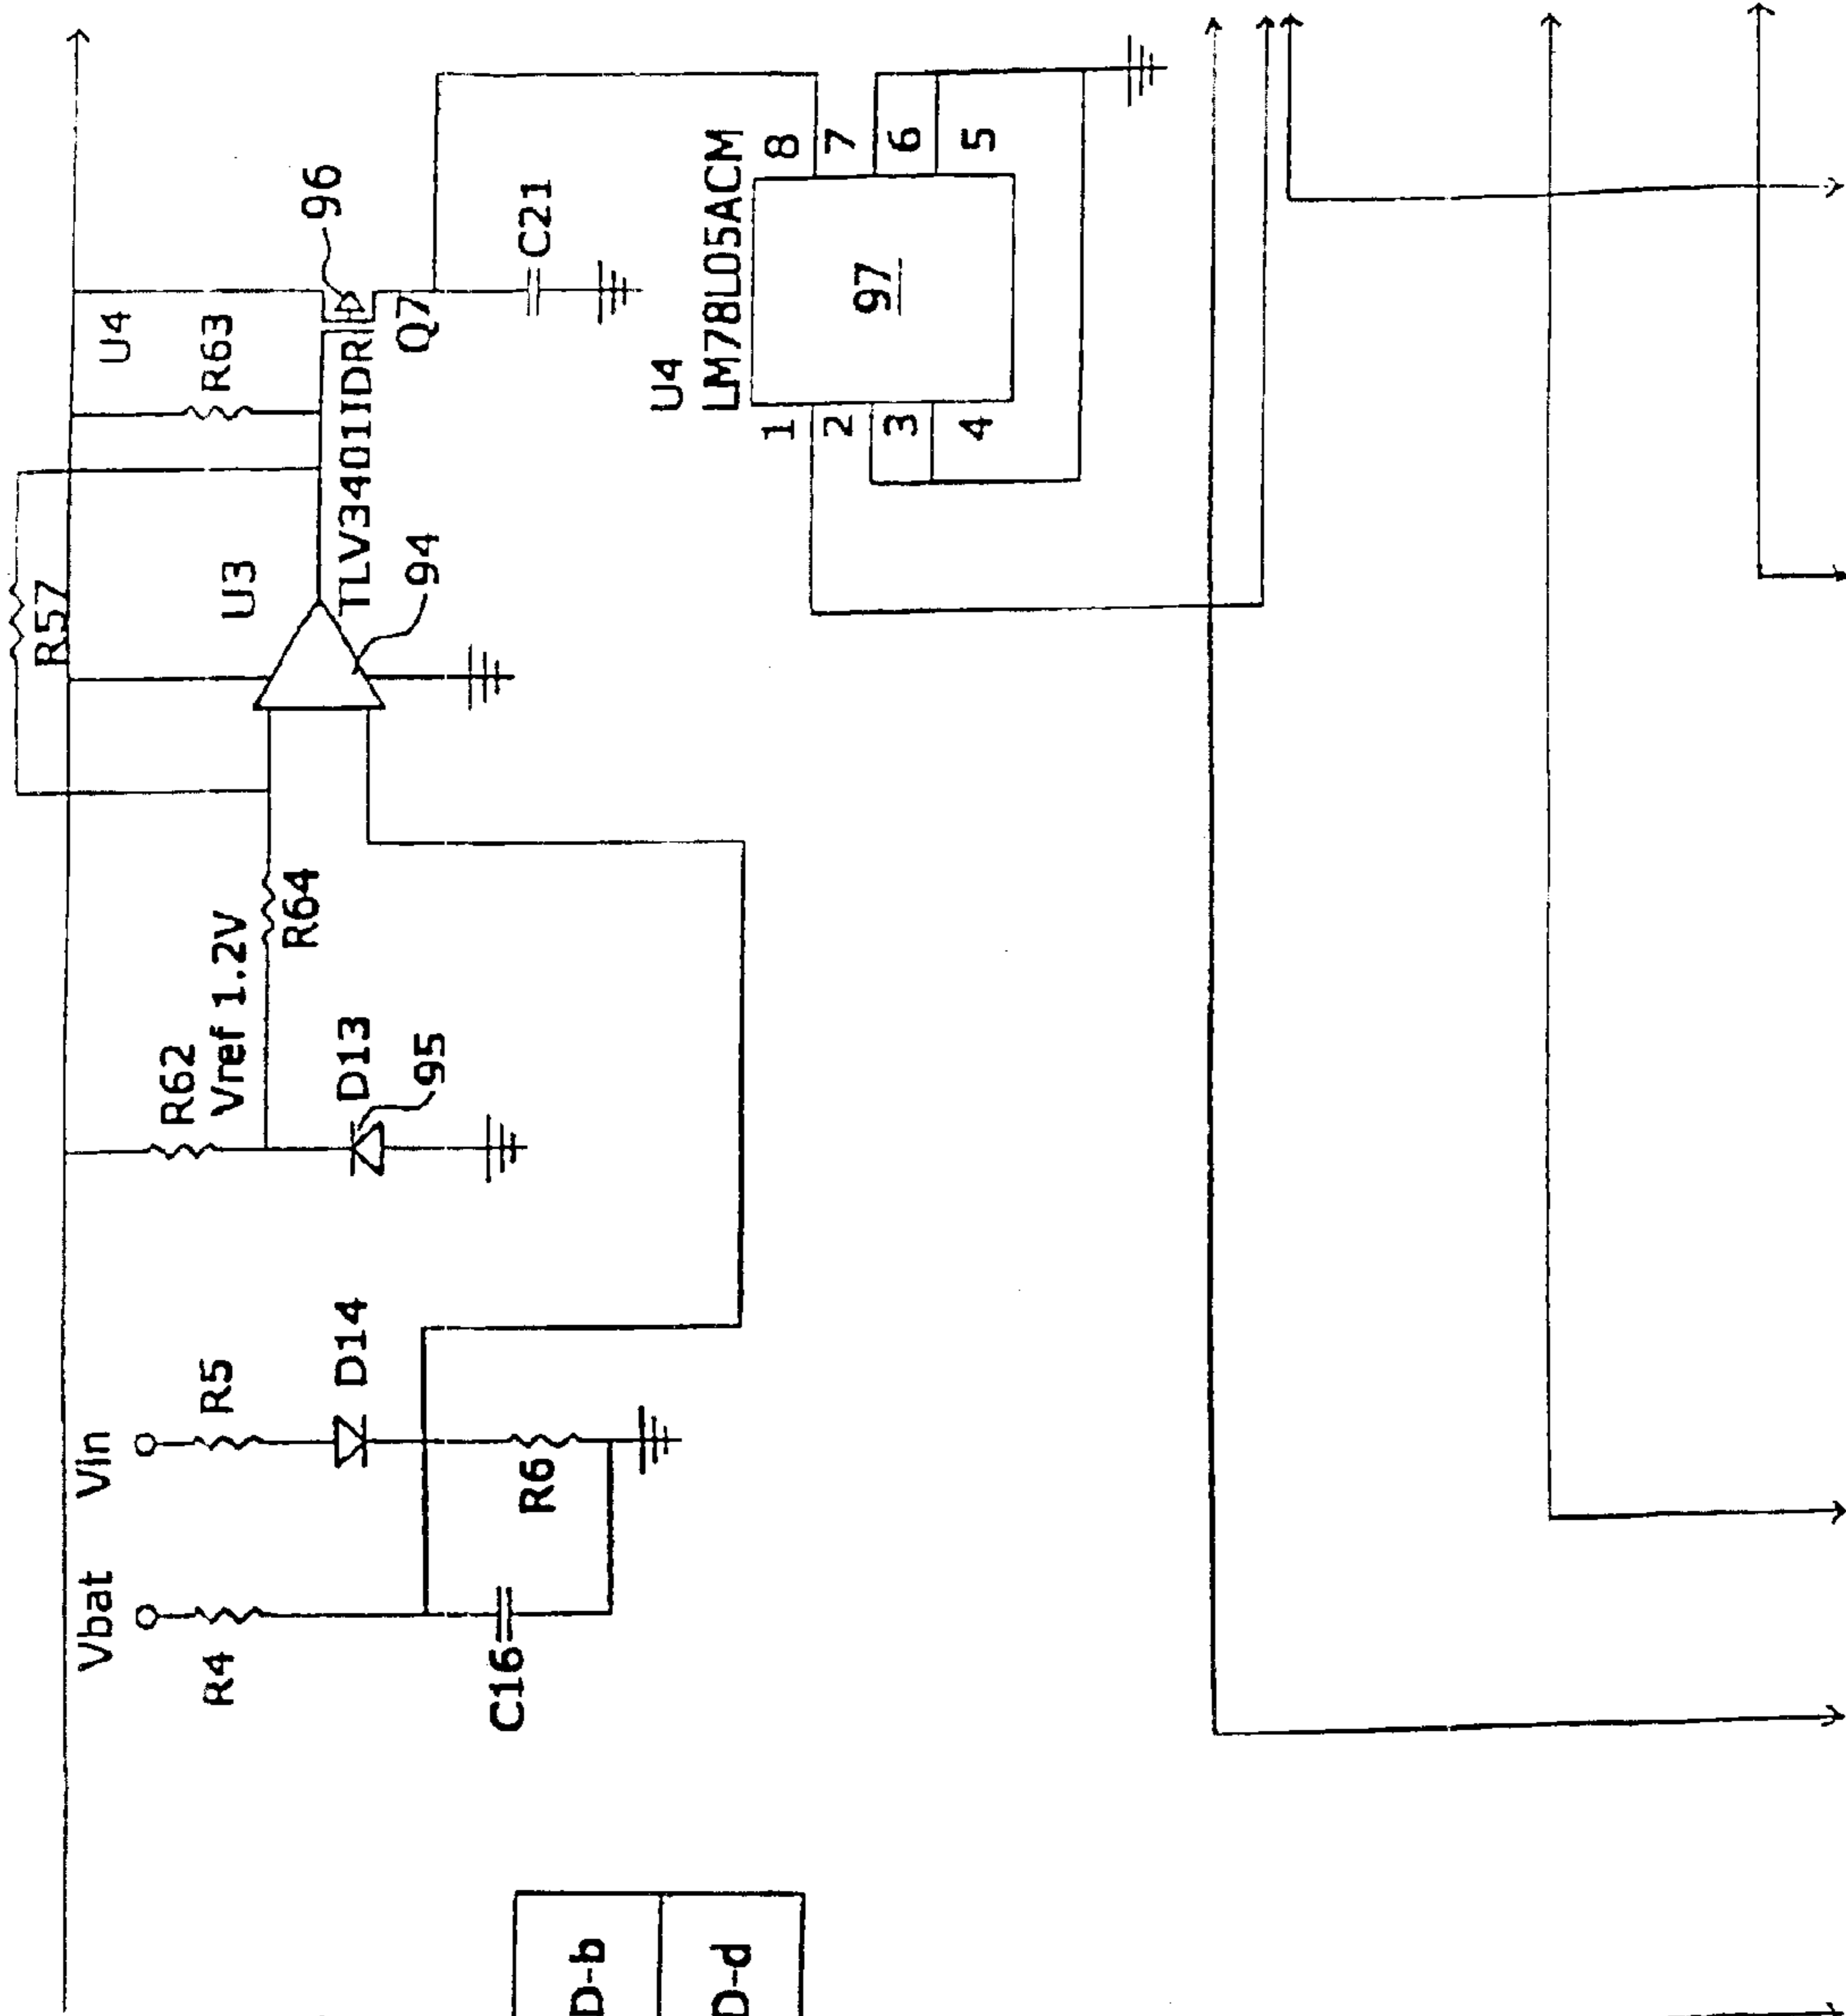 R57
U4
96
R63
U3
TLV3401IDR
Q7
94
C21
R62
Vref 1.2V
R64
D13
95
Vin
R5
D14
Vbat
R4
R6
C16
U4
LM78L05ACM
1
2
3
4
8
7
6
5
97
D-b
D-d